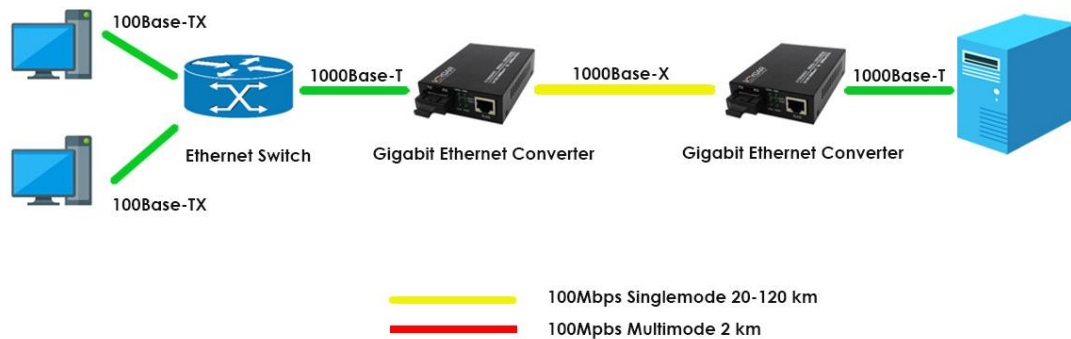 100Base-TX
1000Base-T
1000Base-X
1000Base-T
Ethernet Switch
Gigabit Ethernet Converter
Gigabit Ethernet Converter
100Base-TX
100Mbps Singlemode 20-120 km
100Mpbs Multimode 2 km